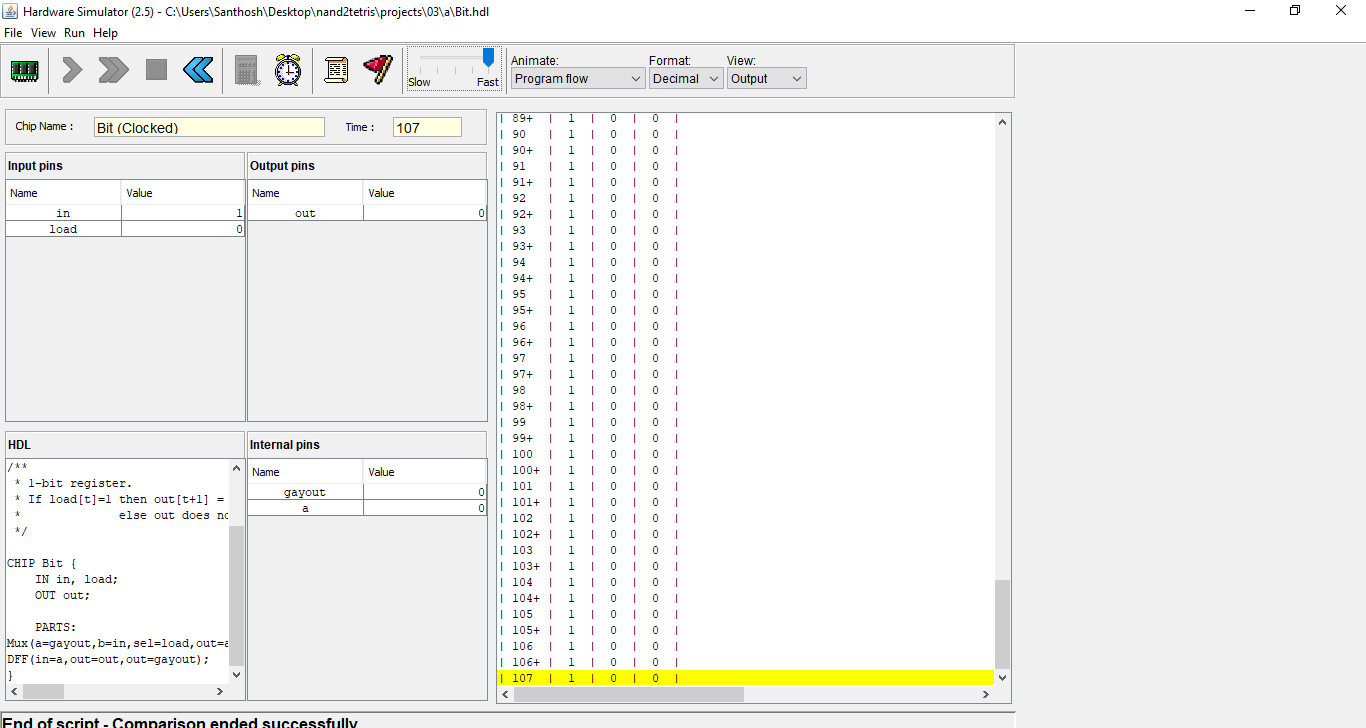 Hardware Simulator (2.5) - C:\Users\Santhosh\Desktop\nand2tetris\projects\03\a\Bit.hdl
File View Run Help
Slow Fast
Animate: Format: View:
Program flow Decimal Output
Chip Name : Bit (Clocked) Time : 107
Input pins
Name Value
in 1
load 0
Output pins
Name Value
out 0
HDL
/**
* 1-bit register.
* If load[t]=1 then out[t+1] =
* else out does no
*/
CHIP Bit {
IN in, load;
OUT out;
PARTS:
Mux(a=gayout,b=in,sel=load,out=a
DFF(in=a,out=out,out=gayout);
}
Internal pins
Name Value
gayout 0
a 0
| 89+ | 1 | 0 | 0 |
| 90 | 1 | 0 | 0 |
| 90+ | 1 | 0 | 0 |
| 91 | 1 | 0 | 0 |
| 91+ | 1 | 0 | 0 |
| 92 | 1 | 0 | 0 |
| 92+ | 1 | 0 | 0 |
| 93 | 1 | 0 | 0 |
| 93+ | 1 | 0 | 0 |
| 94 | 1 | 0 | 0 |
| 94+ | 1 | 0 | 0 |
| 95 | 1 | 0 | 0 |
| 95+ | 1 | 0 | 0 |
| 96 | 1 | 0 | 0 |
| 96+ | 1 | 0 | 0 |
| 97 | 1 | 0 | 0 |
| 97+ | 1 | 0 | 0 |
| 98 | 1 | 0 | 0 |
| 98+ | 1 | 0 | 0 |
| 99 | 1 | 0 | 0 |
| 99+ | 1 | 0 | 0 |
| 100 | 1 | 0 | 0 |
| 100+ | 1 | 0 | 0 |
| 101 | 1 | 0 | 0 |
| 101+ | 1 | 0 | 0 |
| 102 | 1 | 0 | 0 |
| 102+ | 1 | 0 | 0 |
| 103 | 1 | 0 | 0 |
| 103+ | 1 | 0 | 0 |
| 104 | 1 | 0 | 0 |
| 104+ | 1 | 0 | 0 |
| 105 | 1 | 0 | 0 |
| 105+ | 1 | 0 | 0 |
| 106 | 1 | 0 | 0 |
| 106+ | 1 | 0 | 0 |
| 107 | 1 | 0 | 0 |
End of script - Comparison ended successfully